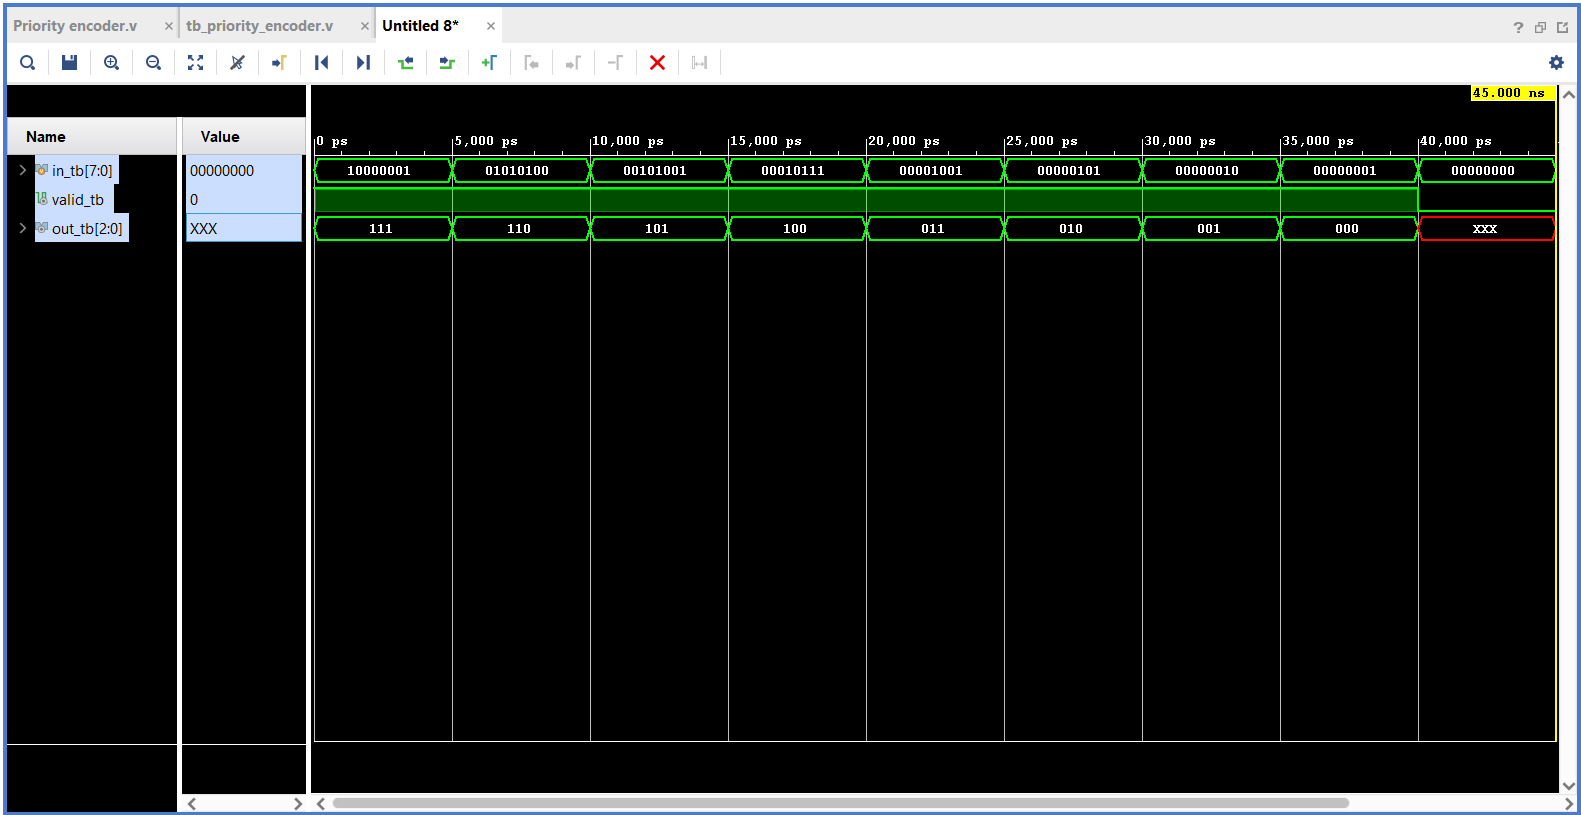 Priority encoder.v × tb_priority_encoder.v × Untitled 8* ×
?
45.000 ns
Name Value
0 ps 5,000 ps 10,000 ps 15,000 ps 20,000 ps 25,000 ps 30,000 ps 35,000 ps 40,000 ps
in_tb[7:0] 00000000 10000001 01010100 00101001 00010111 00001001 00000101 00000010 00000001 00000000
valid_tb 0
out_tb[2:0] XXX 111 110 101 100 011 010 001 000 XXX